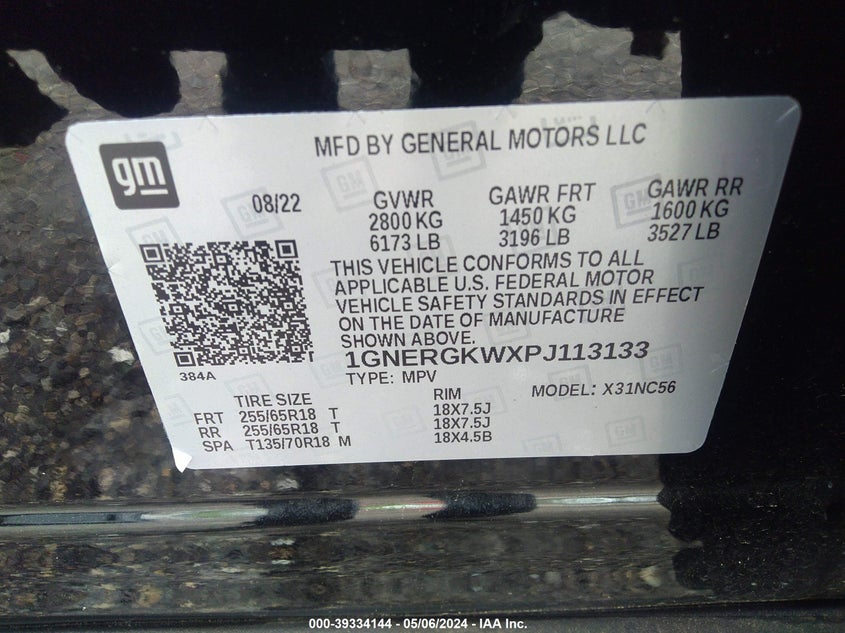 MFD BY GENERAL MOTORS LLC
gm
08/22
GVWR GAWR FRT GAWR RR
2800 KG 1450 KG 1600 KG
6173 LB 3196 LB 3527 LB
THIS VEHICLE CONFORMS TO ALL
APPLICABLE U.S. FEDERAL MOTOR
VEHICLE SAFETY STANDARDS IN EFFECT
ON THE DATE OF MANUFACTURE
SHOWN ABOVE.
1GNERGKWXPJ113133
384A
TYPE: MPV MODEL: X31NC56
TIRE SIZE RIM
FRT 255/65R18 T 18X7.5J
RR 255/65R18 T 18X7.5J
SPA T135/70R18 M 18X4.5B
000-39334144 - 05/06/2024 - IAA Inc.